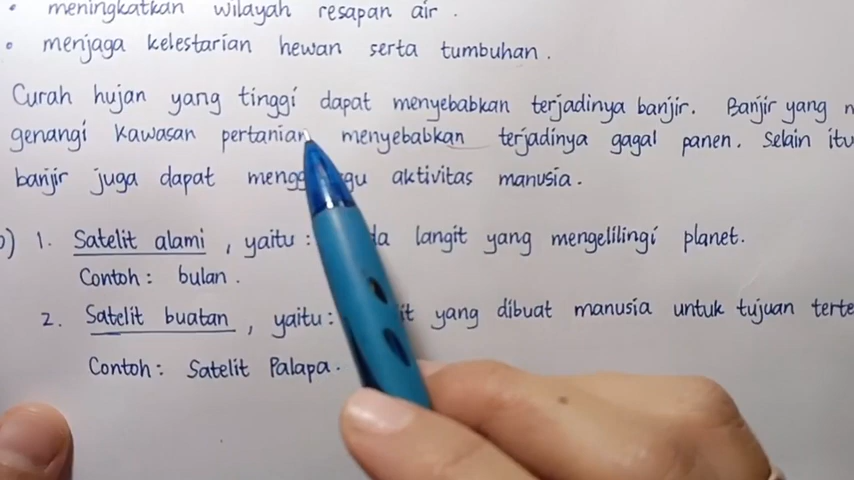 • meningkatkan wilayah resapan air.
• menjaga kelestarian hewan serta tumbuhan.
Curah hujan yang tinggi dapat menyebabkan terjadinya banjir. Banjir yang
genangi kawasan pertanian menyebabkan terjadinya gagal panen. Selain itu
banjir juga dapat aktivitas manusia.
1. Satelit alami, yaitu: langit yang mengelilingi planet.
Contoh: bulan.
2. Satelit buatan, yaitu: yang dibuat manusia untuk tujuan
Contoh: Satelit Palapa.